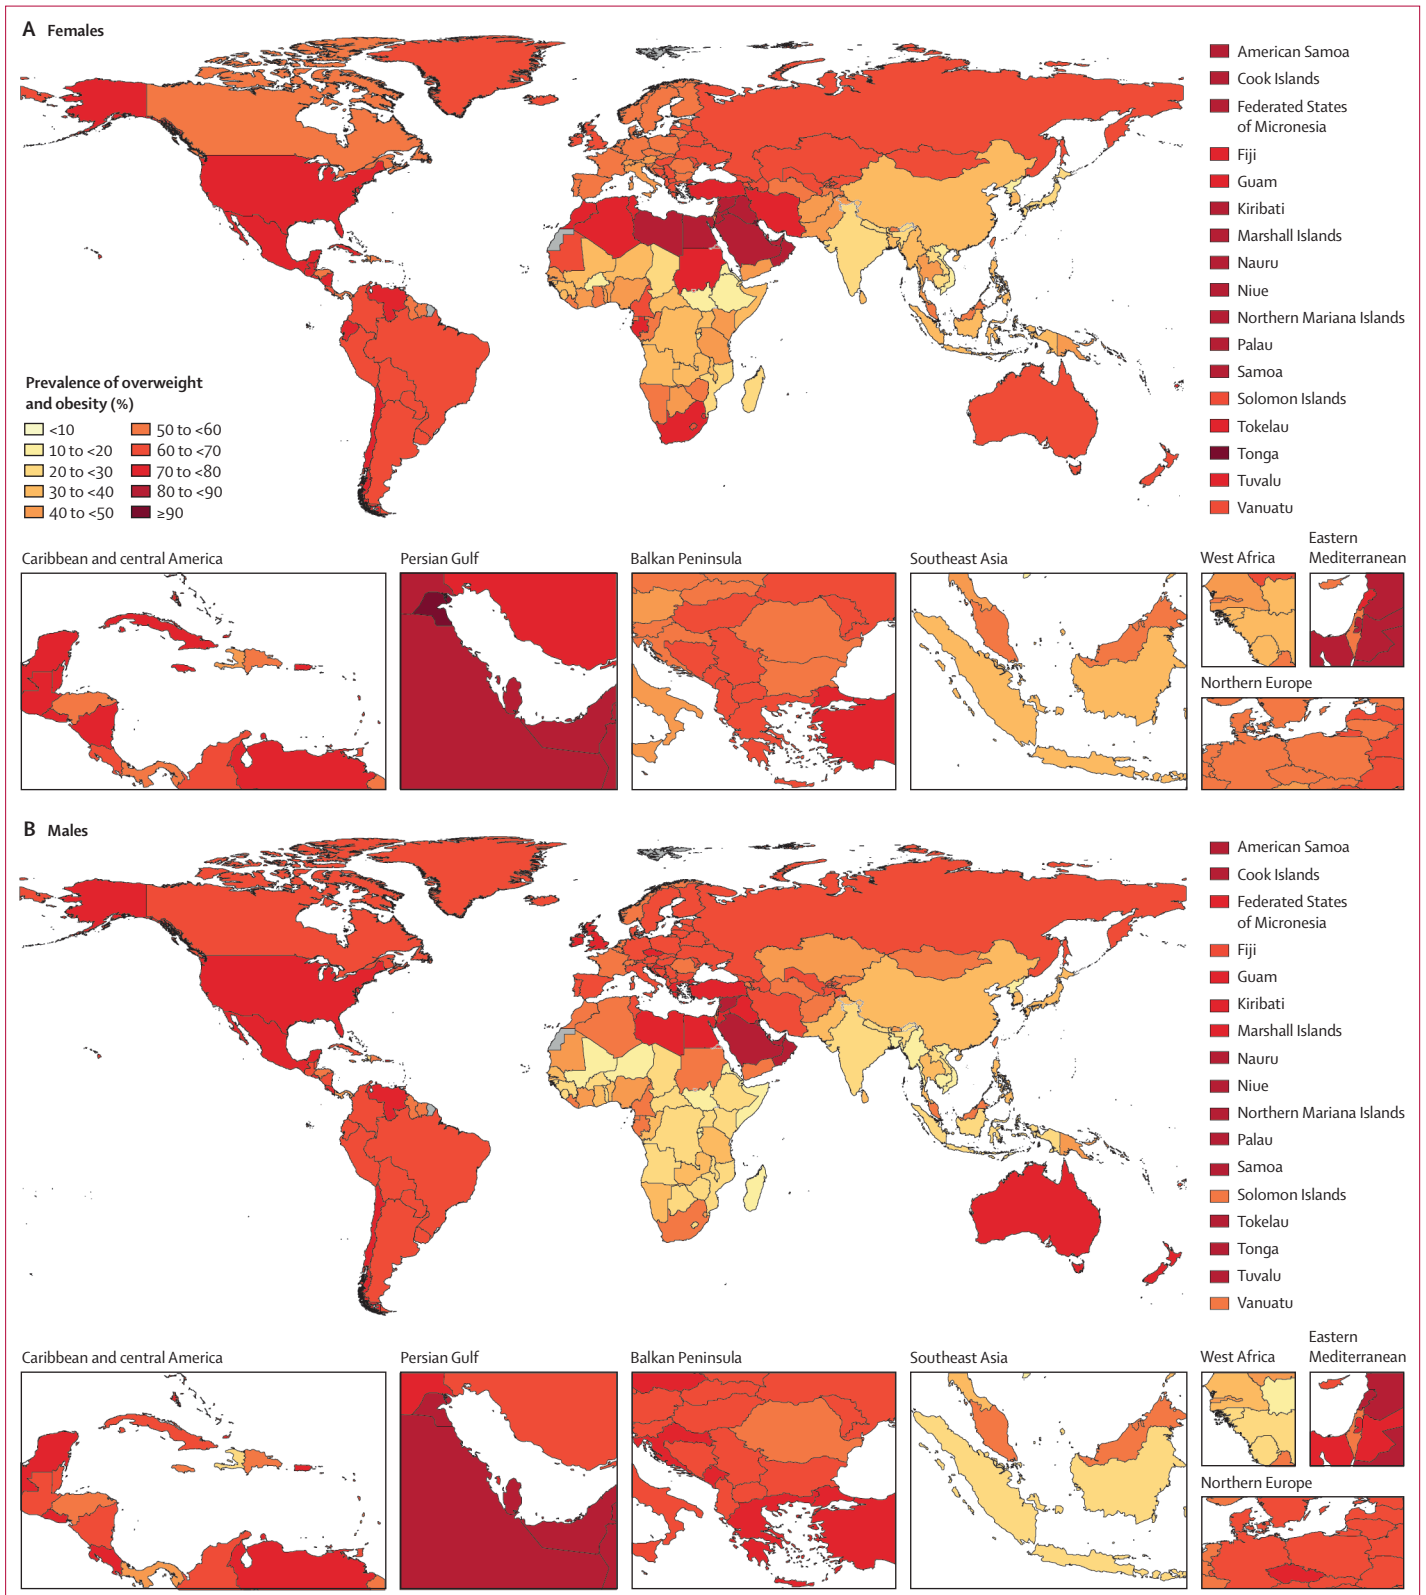 A Females
American Samoa
Cook Islands
Federated States
of Micronesia
Fiji
Guam
Kiribati
Marshall Islands
Nauru
Niue
Northern Mariana Islands
Palau
Samoa
Solomon Islands
Tokelau
Tonga
Tuvalu
Vanuatu
Prevalence of overweight
and obesity (%)
<10
10 to <20
20 to <30
30 to <40
40 to <50
50 to <60
60 to <70
70 to <80
80 to <90
≥90
Caribbean and central America
Persian Gulf
Balkan Peninsula
Southeast Asia
West Africa
Eastern
Mediterranean
Northern Europe
B Males
American Samoa
Cook Islands
Federated States
of Micronesia
Fiji
Guam
Kiribati
Marshall Islands
Nauru
Niue
Northern Mariana Islands
Palau
Samoa
Solomon Islands
Tokelau
Tonga
Tuvalu
Vanuatu
Caribbean and central America
Persian Gulf
Balkan Peninsula
Southeast Asia
West Africa
Eastern
Mediterranean
Northern Europe